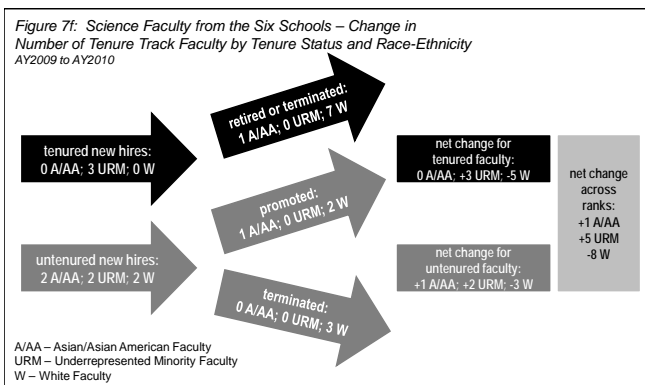 Figure 7f:  Science Faculty from the Six Schools – Change in
Number of Tenure Track Faculty by Tenure Status and Race-Ethnicity
AY2009 to AY2010
retired or terminated:
1 A/AA; 0 URM; 7 W
tenured new hires:
0 A/AA; 3 URM; 0 W
net change for
tenured faculty:
0 A/AA; +3 URM; -5 W
net change
across
ranks:
+1 A/AA
+5 URM
-8 W
promoted:
1 A/AA; 0 URM; 2 W
untenured new hires:
2 A/AA; 2 URM; 2 W
net change for
untenured faculty:
+1 A/AA; +2 URM; -3 W
terminated:
0 A/AA; 0 URM; 3 W
A/AA – Asian/Asian American Faculty
URM – Underrepresented Minority Faculty
W – White Faculty